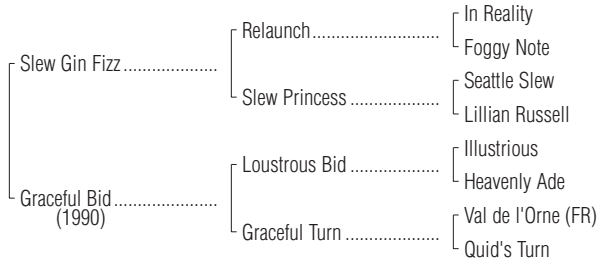 In Reality
Relaunch....................
Foggy Note
Slew Gin Fizz...................
Seattle Slew
Slew Princess ..................
Lillian Russell
Illustrious
Loustrous Bid ..................
Heavenly Ade
Graceful Bid.....................
(1990)
Val de l'Orne (FR)
Graceful Turn ...................
Quid's Turn